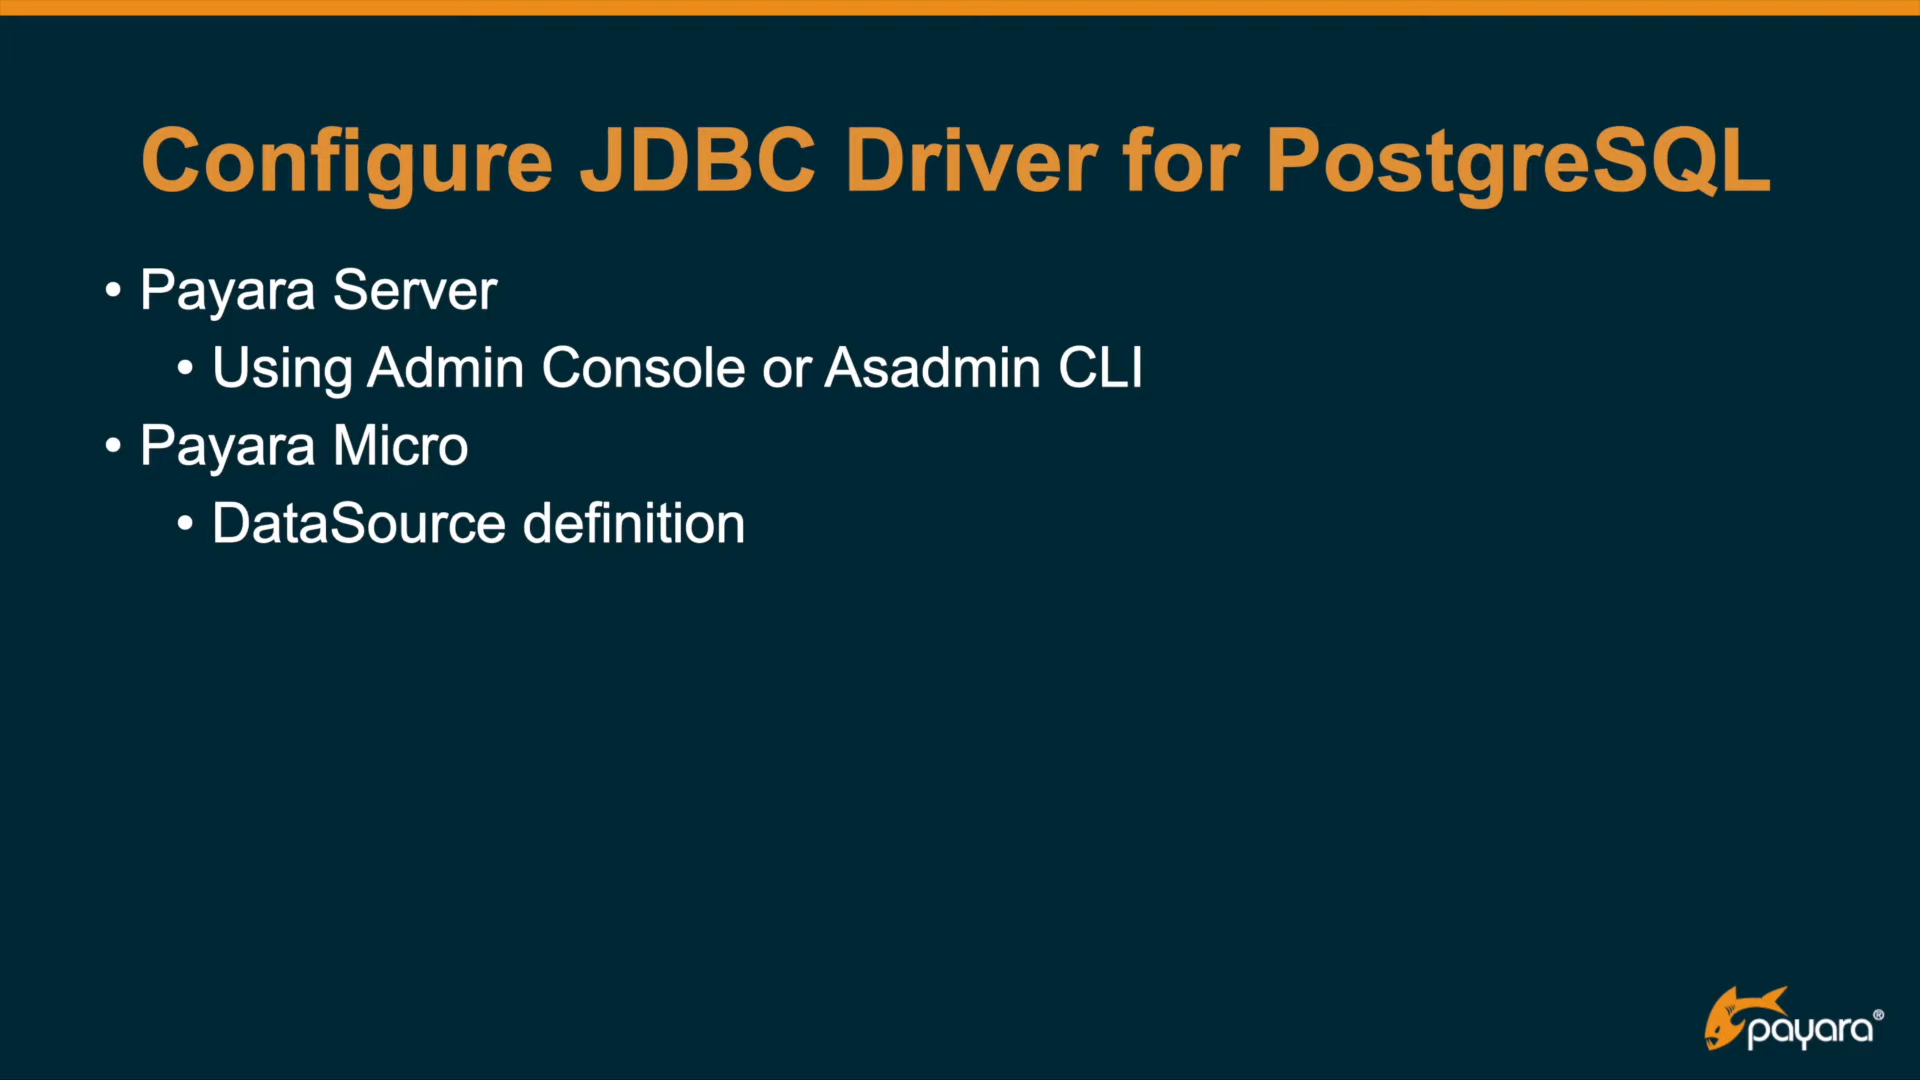 Configure JDBC Driver for PostgreSQL
• Payara Server
• Using Admin Console or Asadmin CLI
• Payara Micro
• DataSource definition
payara®